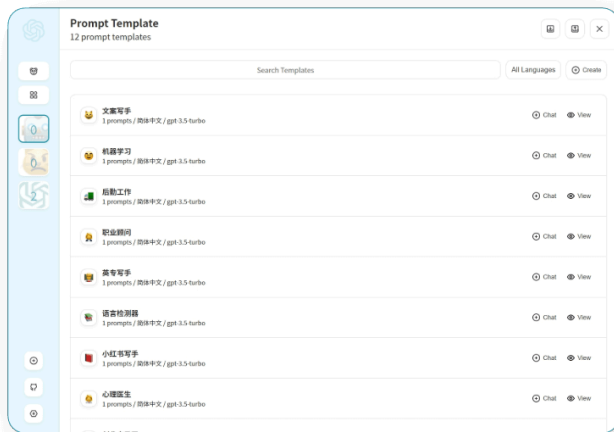 Prompt Template
12 prompt templates
Search Templates
All Languages
Create
0
0
2
文案写手
1 prompts / 简体中文 / gpt-3.5-turbo
Chat View
机器学习
1 prompts / 简体中文 / gpt-3.5-turbo
Chat View
后勤工作
1 prompts / 简体中文 / gpt-3.5-turbo
Chat View
职业顾问
1 prompts / 简体中文 / gpt-3.5-turbo
Chat View
英专写手
1 prompts / 简体中文 / gpt-3.5-turbo
Chat View
语言检测器
1 prompts / 简体中文 / gpt-3.5-turbo
Chat View
小红书写手
1 prompts / 简体中文 / gpt-3.5-turbo
Chat View
心理医生
1 prompts / 简体中文 / gpt-3.5-turbo
Chat View